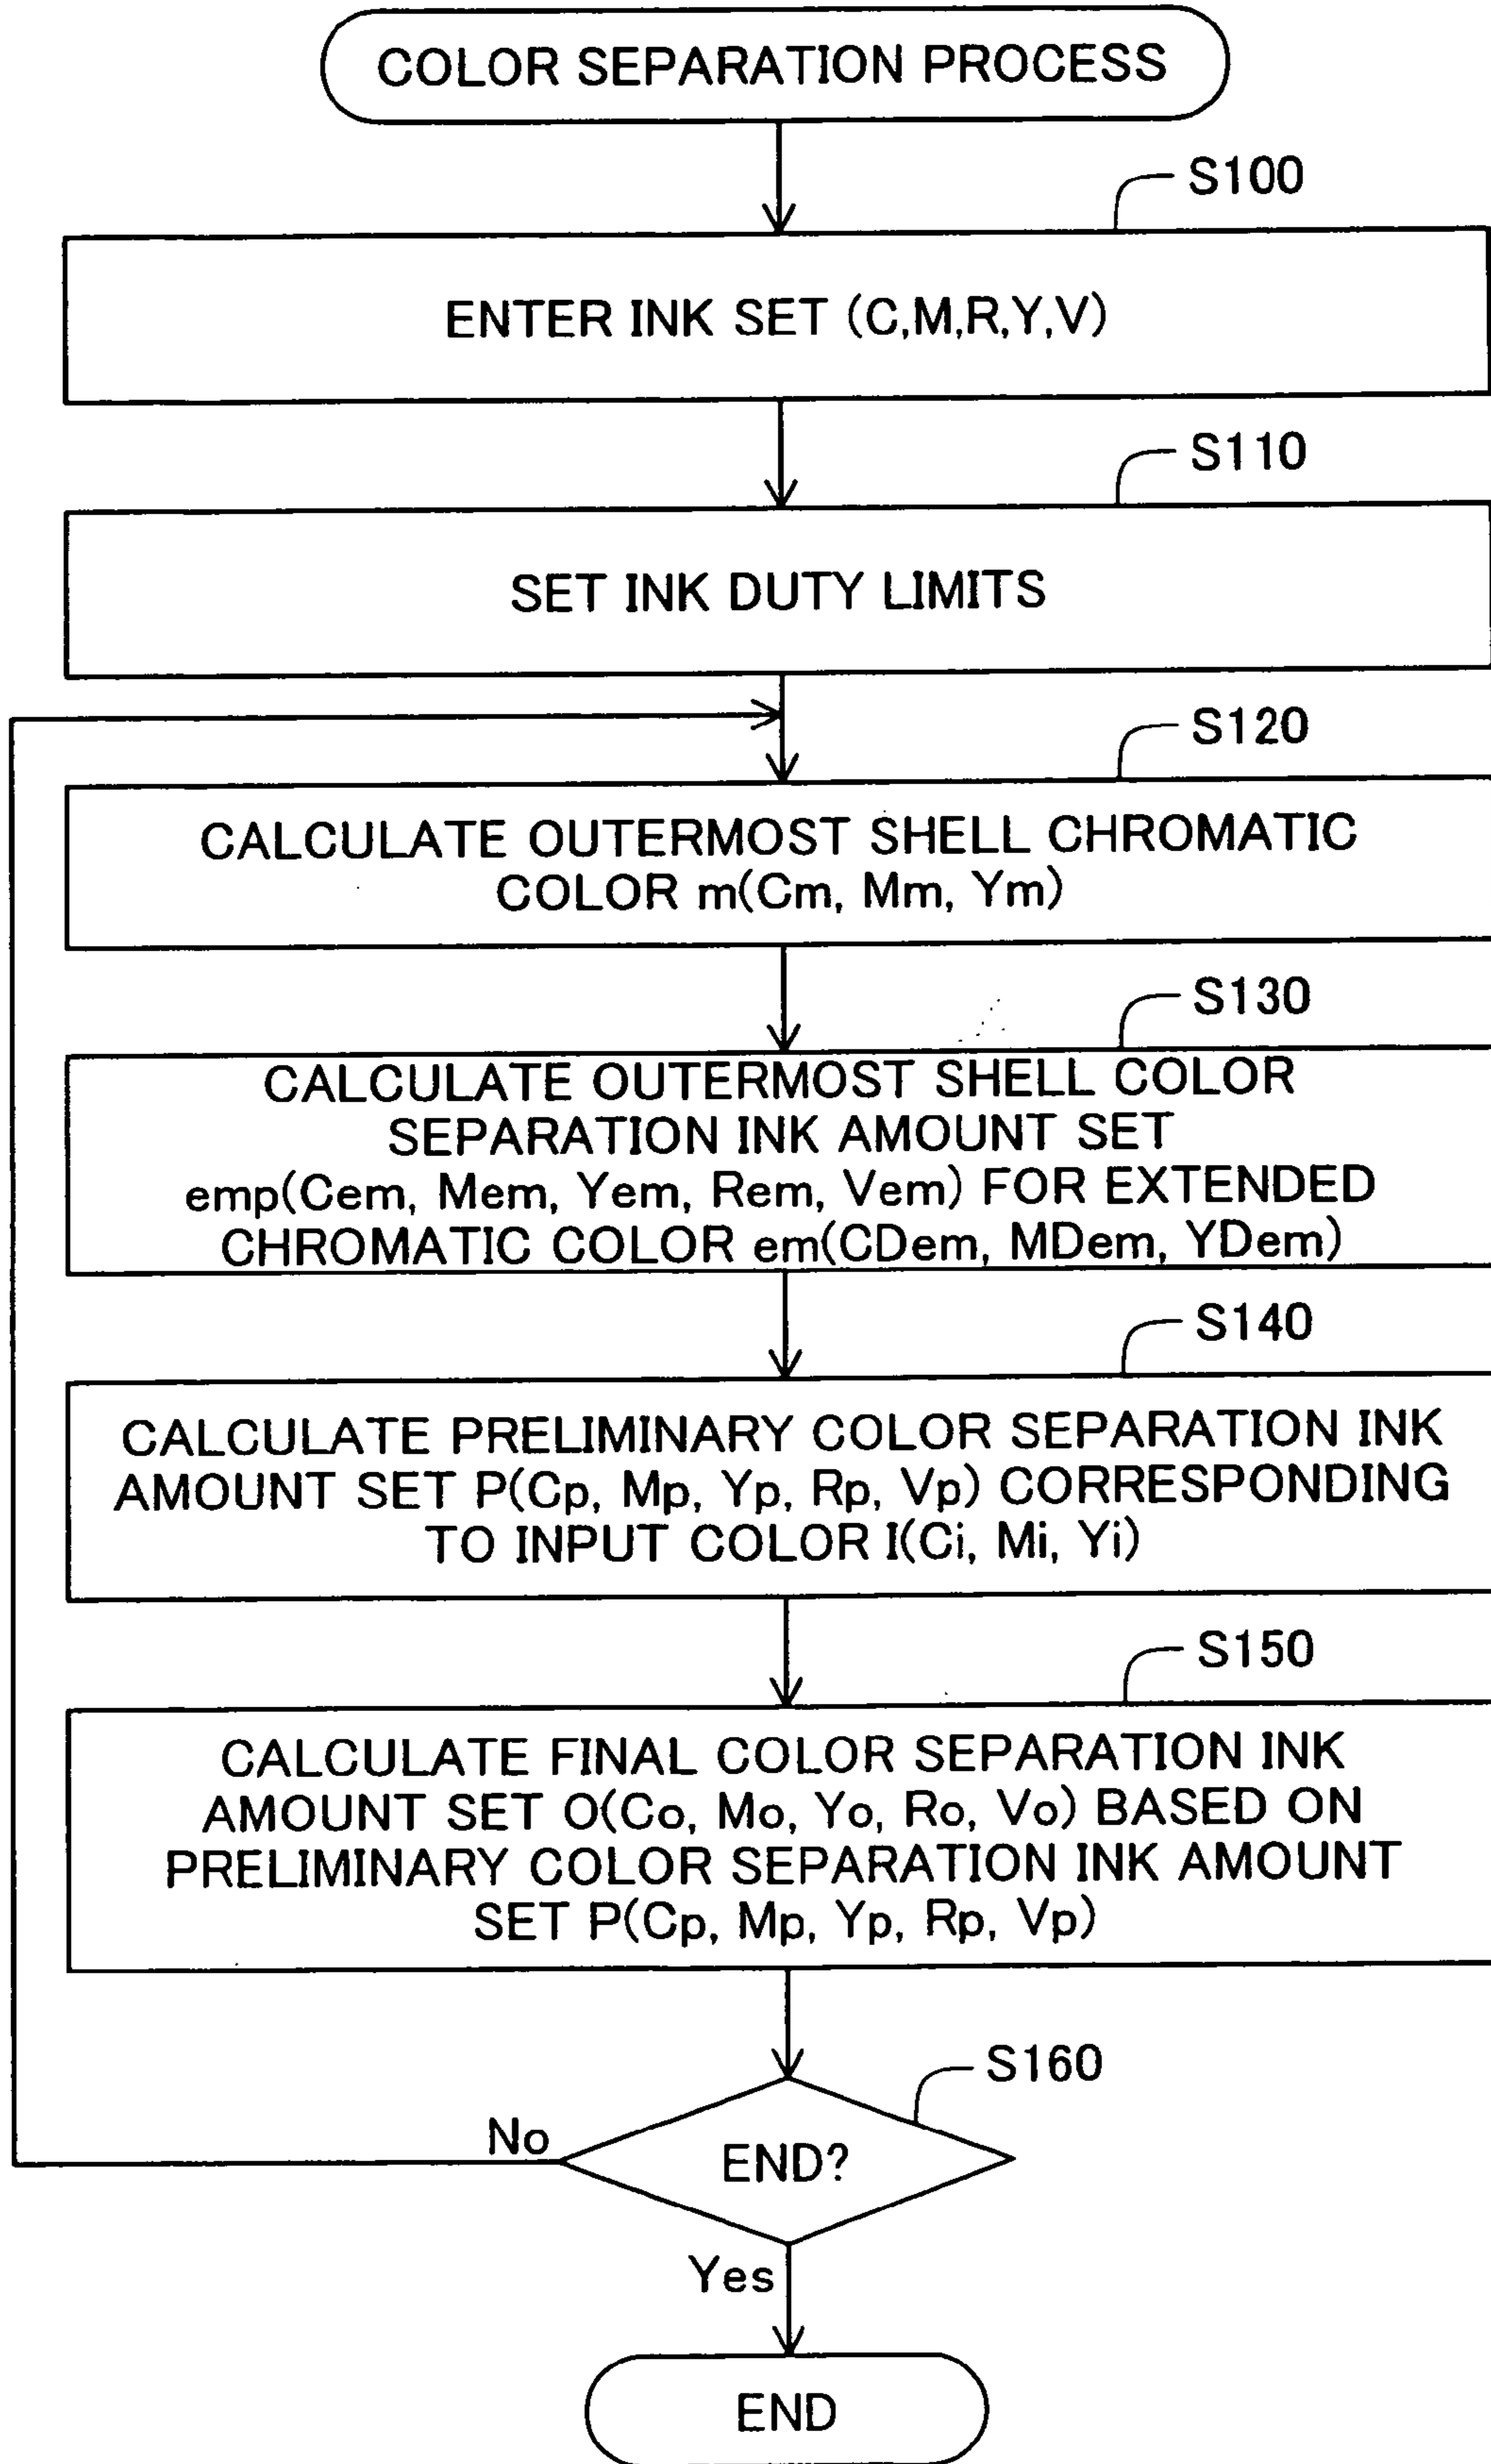 COLOR SEPARATION PROCESS
S100
ENTER INK SET (C,M,R,Y,V)
S110
SET INK DUTY LIMITS
S120
CALCULATE OUTERMOST SHELL CHROMATIC
COLOR m(Cm, Mm, Ym)
S130
CALCULATE OUTERMOST SHELL COLOR
SEPARATION INK AMOUNT SET
emp(Cem, Mem, Yem, Rem, Vem) FOR EXTENDED
CHROMATIC COLOR em(CDem, MDem, YDem)
S140
CALCULATE PRELIMINARY COLOR SEPARATION INK
AMOUNT SET P(Cp, Mp, Yp, Rp, Vp) CORRESPONDING
TO INPUT COLOR I(Ci, Mi, Yi)
S150
CALCULATE FINAL COLOR SEPARATION INK
AMOUNT SET O(Co, Mo, Yo, Ro, Vo) BASED ON
PRELIMINARY COLOR SEPARATION INK AMOUNT
SET P(Cp, Mp, Yp, Rp, Vp)
S160
No
END?
Yes
END